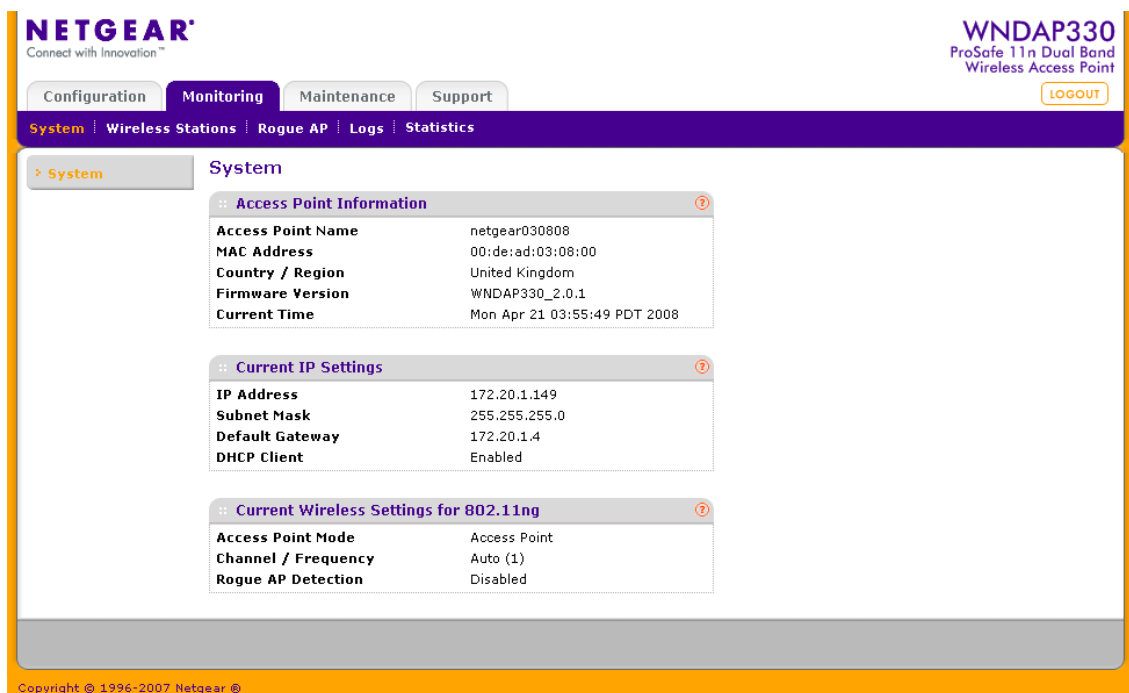 NETGEAR®
Connect with Innovation™
WNDAP330
ProSafe 11n Dual Band
Wireless Access Point
Configuration Monitoring Maintenance Support
LOGOUT
System Wireless Stations Rogue AP Logs Statistics
> System
System
:: Access Point Information ?
Access Point Name netgear030808
MAC Address 00:de:ad:03:08:00
Country / Region United Kingdom
Firmware Version WNDAP330_2.0.1
Current Time Mon Apr 21 03:55:49 PDT 2008
:: Current IP Settings ?
IP Address 172.20.1.149
Subnet Mask 255.255.255.0
Default Gateway 172.20.1.4
DHCP Client Enabled
:: Current Wireless Settings for 802.11ng ?
Access Point Mode Access Point
Channel / Frequency Auto (1)
Rogue AP Detection Disabled
Copyright © 1996-2007 Netgear ®